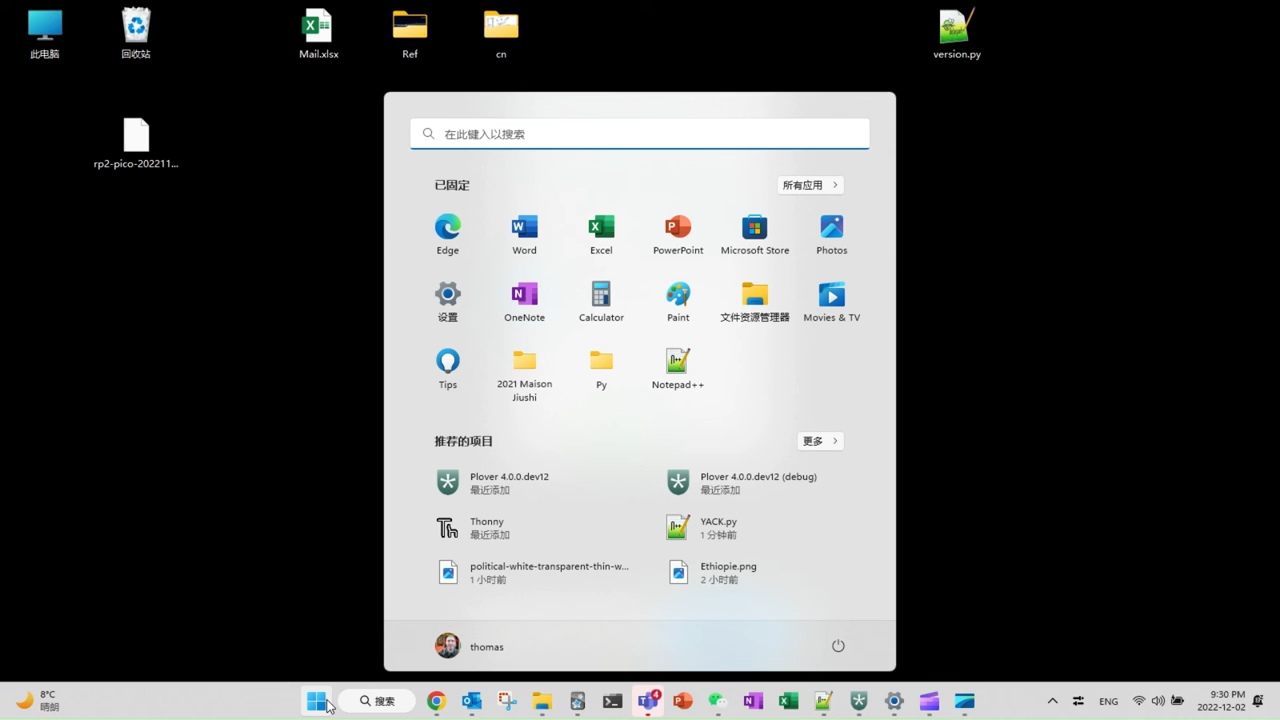 此电脑
回收站
Mail.xlsx
Ref
cn
version.py
rp2-pico-202211...
在此键入以搜索
已固定
所有应用
Edge
Word
Excel
PowerPoint
Microsoft Store
Photos
设置
OneNote
Calculator
Paint
文件资源管理器
Movies & TV
Tips
2021 Maison
Jiushi
Py
Notepad++
推荐的项目
更多
Plover 4.0.0.dev12
最近添加
Plover 4.0.0.dev12 (debug)
最近添加
Thonny
最近添加
YACK.py
1 分钟前
political-white-transparent-thin-w...
1 小时前
Ethiopie.png
2 小时前
thomas
8°C
晴朗
搜索
4
ENG
9:30 PM
2022-12-02